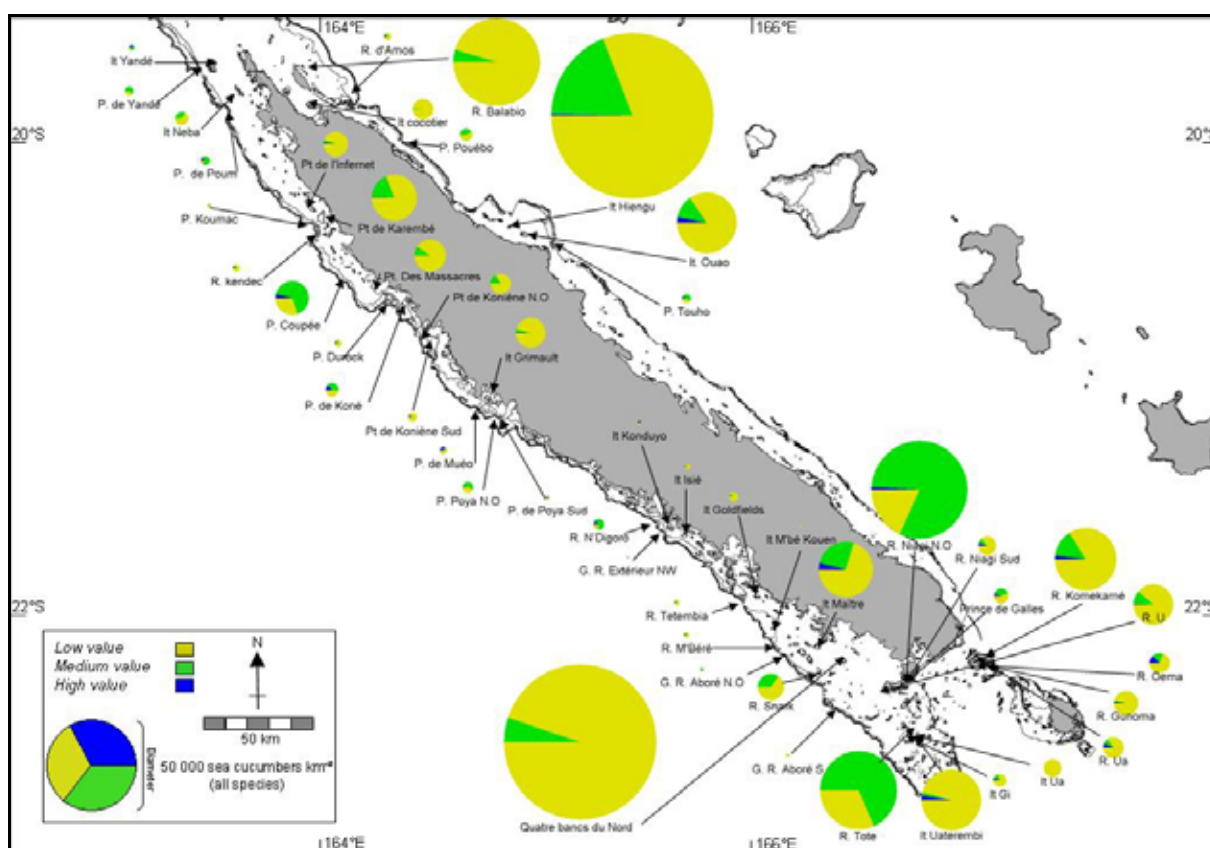 164°E
166°E
R. d'Amos
It Yandé
P. de Yandé
R. Balabio
It Neba
It cocotier
20°S
20°
P. Pouébo
P. de Poum
Pt de l'Infernet
It Hiengu
P. Koumac
Pt de Karembé
It. Ouao
R. kendec
Pt. Des Massacres
Pt de Koniène N.O
P. Touho
P. Coupée
P. Durock
It Grimault
P. de Koné
Pt de Koniène Sud
It Konduyo
P. de Muéo
It Isié
P. Poya N.O
P. de Poya Sud
It Goldfields
R. N'Digoro
It M'bé Kouen
R. Niagi N.O
R. Niagi Sud
G. R. Extérieur NW
R. Komekamé
It Maître
Prince de Galles
22°S
22°
R. Tetembia
R. U
R. M'Béré
R. Oema
G. R. Aboré N.O
R. Snark
R. Gunoma
R. Ua
G. R. Aboré S.
It Ua
It Gi
Quatre bancs du Nord
R. Tote
It Uaterembi
Low value
Medium value
High value
N
50 km
Diameter
50 000 sea cucumbers km⁻²
(all species)
164°E
166°E